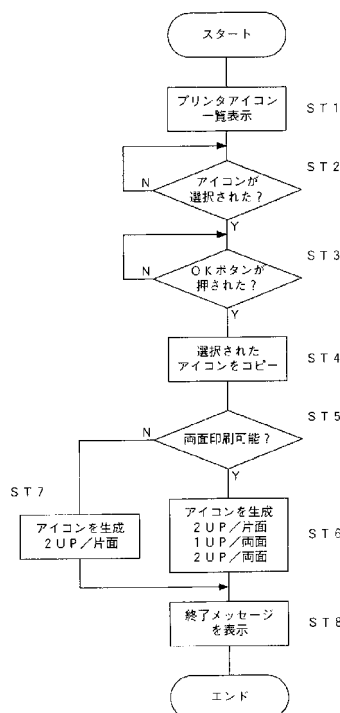 スタート
プリンタアイコン
一覧表示
ST1
ST2
N
アイコンが
選択された？
Y
ST3
N
OKボタンが
押された？
Y
選択された
アイコンをコピー
ST4
ST5
N
両面印刷可能？
Y
ST7
アイコンを生成
2UP／片面
アイコンを生成
2UP／片面
1UP／両面
2UP／両面
ST6
終了メッセージ
を表示
ST8
エンド